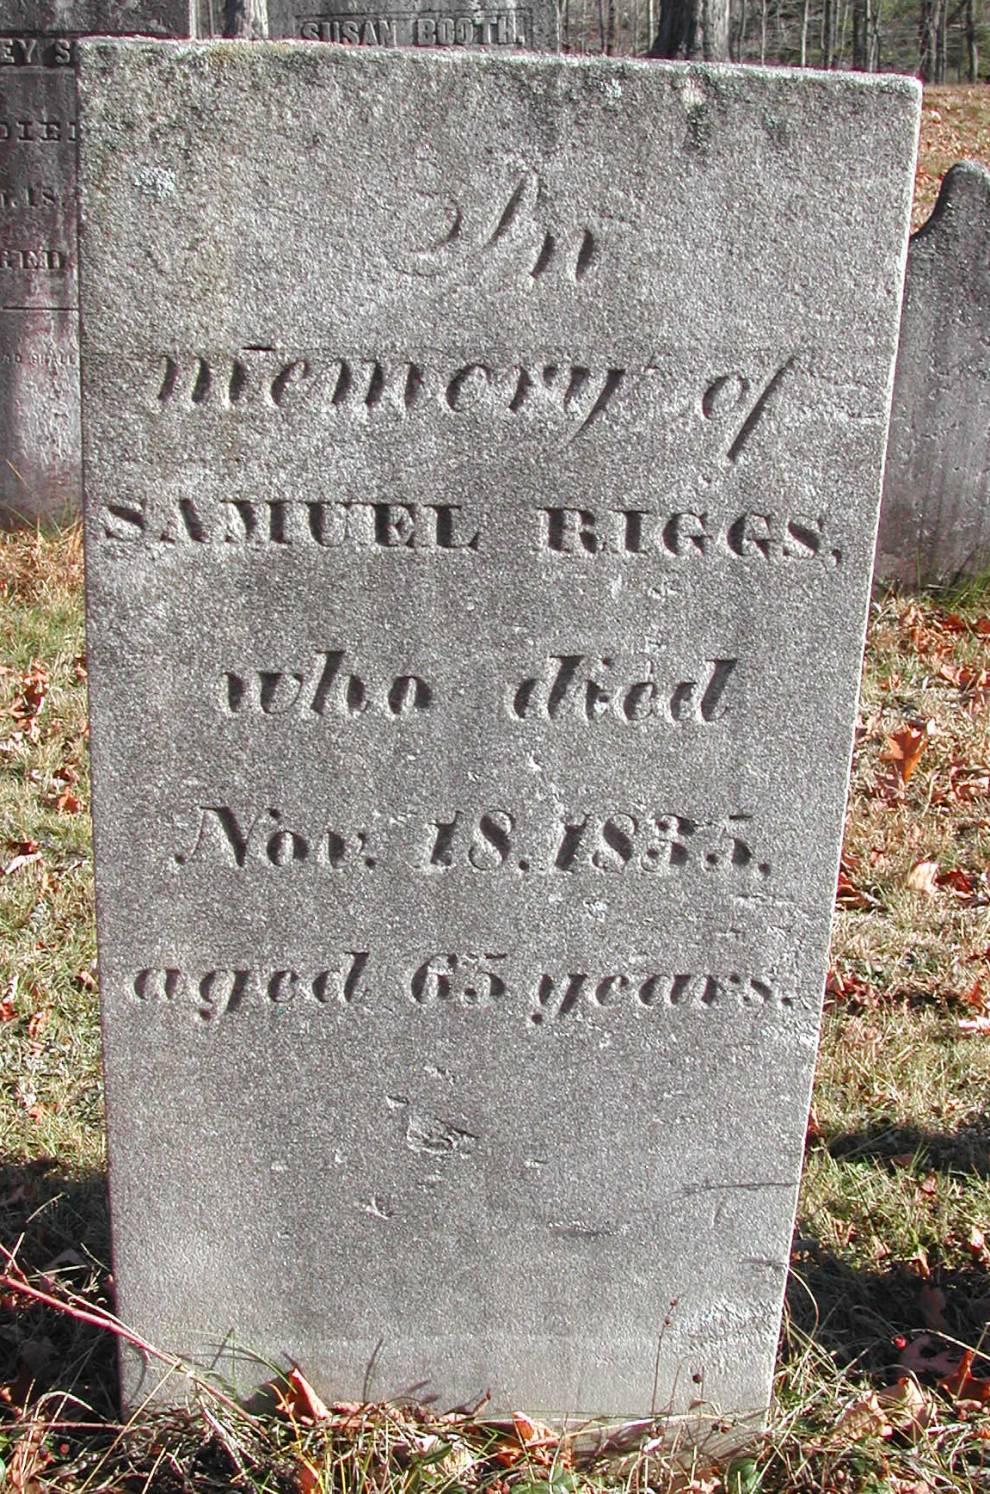 SUSAN BOOTH.
In
memory of
SAMUEL RIGGS,
who died
Nov. 18, 1835.
aged 65 years.